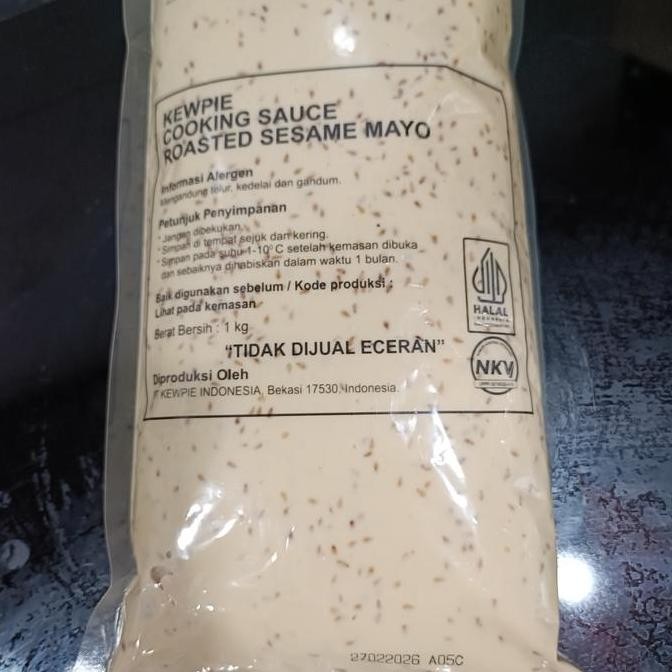 KEWPIE
COOKING SAUCE
ROASTED SESAME MAYO
Informasi Alergen
Mengandung telur, kedelai dan gandum.
Petunjuk Penyimpanan
* Jangan dibekukan.
* Simpan di tempat sejuk dan kering.
* Simpan pada suhu 1-10°C setelah kemasan dibuka
dan sebaiknya dihabiskan dalam waktu 1 bulan.
Baik digunakan sebelum / Kode produksi :
Lihat pada kemasan
Berat Bersih : 1 kg
"TIDAK DIJUAL ECERAN"
Diproduksi Oleh
PT KEWPIE INDONESIA, Bekasi 17530, Indonesia.
HALAL
INDONESIA
NKV
27022026 A05C